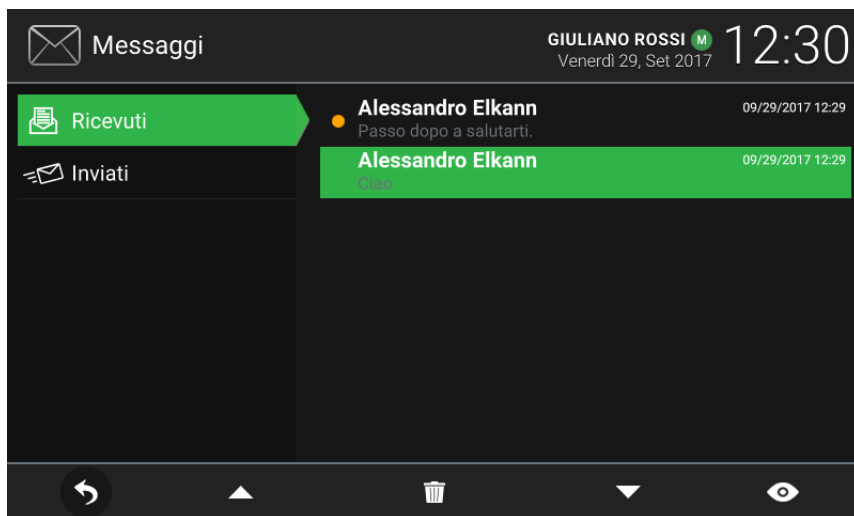 Messaggi
GIULIANO ROSSI M
Venerdì 29, Set 2017
12:30
Ricevuti
Inviati
Alessandro Elkann
09/29/2017 12:29
Passo dopo a salutarti.
Alessandro Elkann
09/29/2017 12:29
Ciao